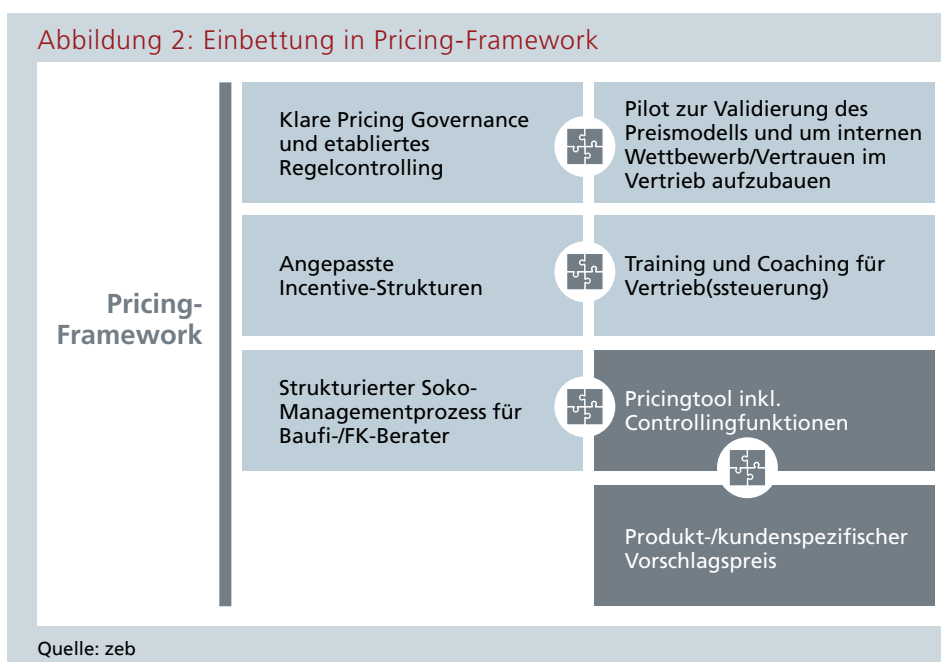 Abbildung 2: Einbettung in Pricing-Framework
Pricing-
Framework
Klare Pricing Governance
und etabliertes
Regelcontrolling
Pilot zur Validierung des
Preismodells und um internen
Wettbewerb/Vertrauen im
Vertrieb aufzubauen
Angepasste
Incentive-Strukturen
Training und Coaching für
Vertrieb(ssteuerung)
Strukturierter Soko-
Managementprozess für
Baufi-/FK-Berater
Pricingtool inkl.
Controllingfunktionen
Produkt-/kundenspezifischer
Vorschlagspreis
Quelle: zeb